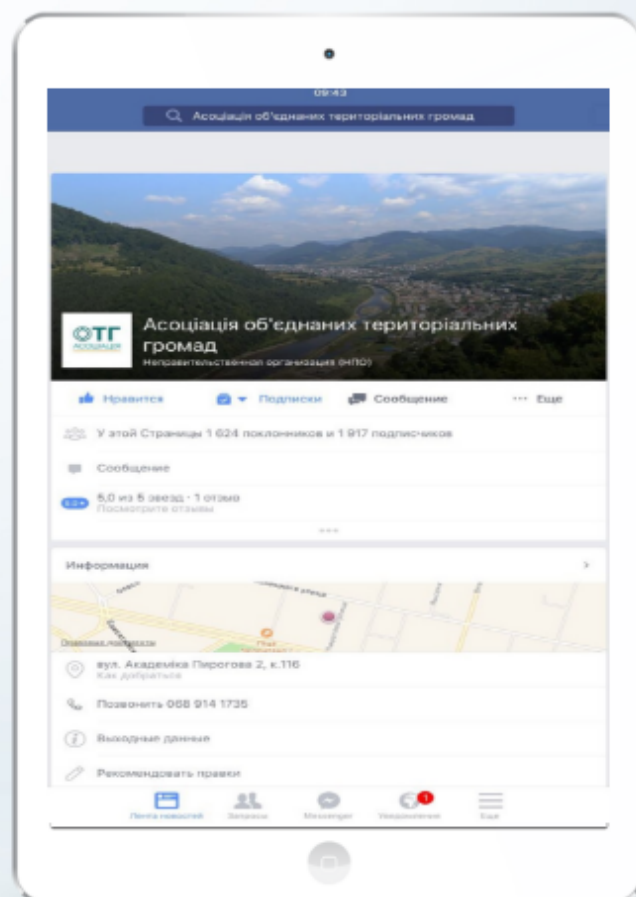 09:43
Асоціація об'єднаних територіальних громад
ОТГ
АСОЦІАЦІЯ
Асоціація об'єднаних територіальних
громад
Неправительственная организация (НПО)
Нравится
Подписки
Сообщение
Еще
У этой Страницы 1 624 поклонников и 1 917 подписчиков
Сообщение
5,0 из 5 звезд · 1 отзыв
Посмотрите отзывы
Информация
вул. Академіка Пирогова 2, к.116
Как добраться
Позвонить 068 914 1735
Выходные данные
Рекомендовать правки
1
Лента новостей
Запросы
Messenger
Уведомления
Еще